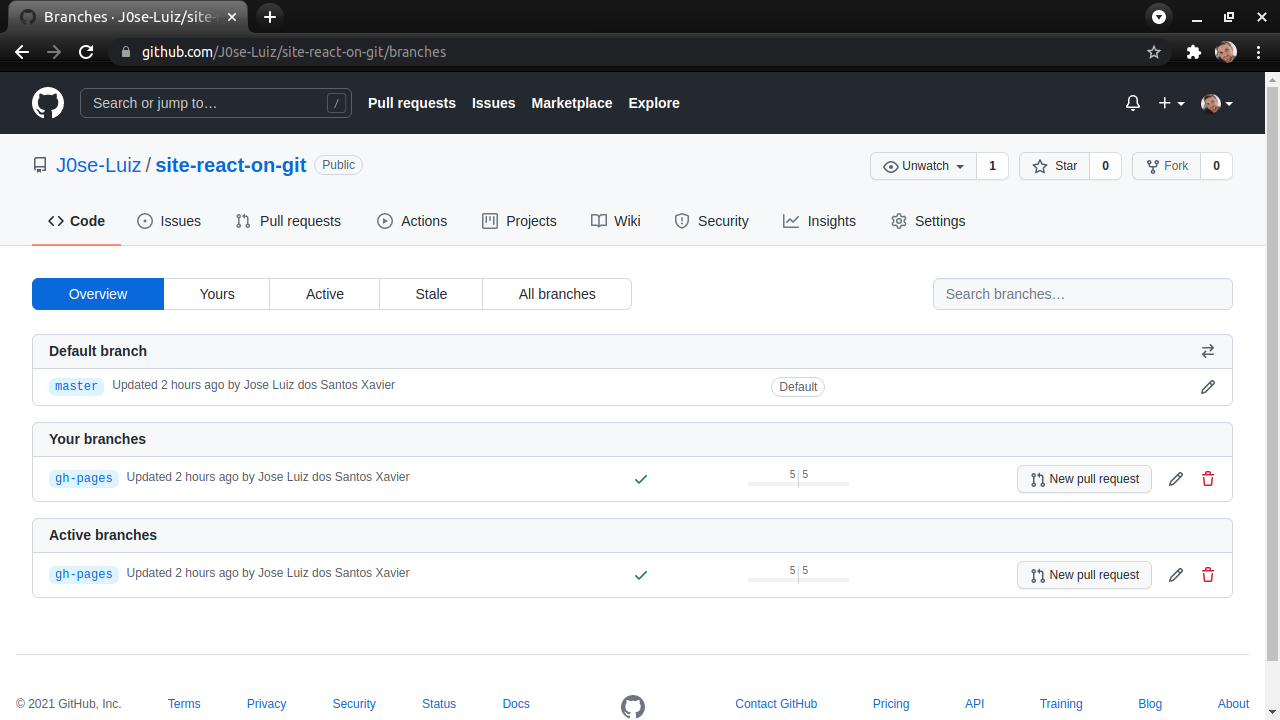 Branches · J0se-Luiz/site-
github.com/J0se-Luiz/site-react-on-git/branches
Search or jump to… /
Pull requests Issues Marketplace Explore
J0se-Luiz / site-react-on-git Public
Unwatch 1 Star 0 Fork 0
Code Issues Pull requests Actions Projects Wiki Security Insights Settings
Overview Yours Active Stale All branches Search branches…
Default branch
master Updated 2 hours ago by Jose Luiz dos Santos Xavier Default
Your branches
gh-pages Updated 2 hours ago by Jose Luiz dos Santos Xavier 5 5 New pull request
Active branches
gh-pages Updated 2 hours ago by Jose Luiz dos Santos Xavier 5 5 New pull request
© 2021 GitHub, Inc. Terms Privacy Security Status Docs Contact GitHub Pricing API Training Blog About